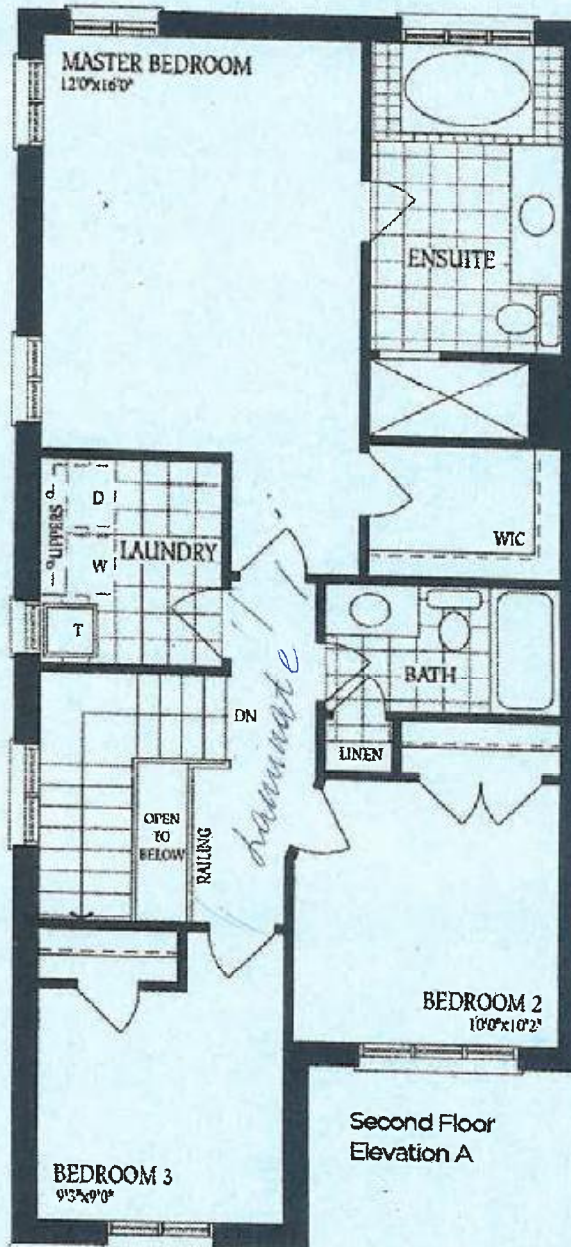 MASTER BEDROOM
12'0"x16'0"
ENSUITE
UPPERS
D
W
LAUNDRY
T
WIC
BATH
LINEN
DN
laminate
OPEN
TO
BELOW
RAILING
BEDROOM 2
10'0"x10'2"
BEDROOM 3
9'3"x9'0"
Second Floor
Elevation A